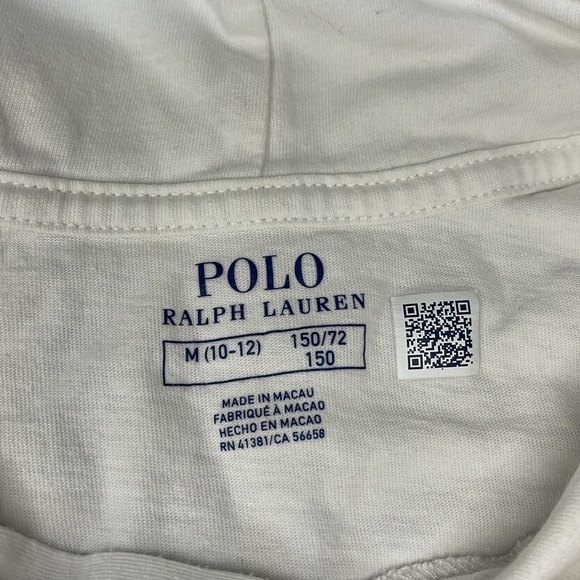 POLO
RALPH LAUREN
M (10-12) 150/72
150
MADE IN MACAU
FABRIQUÉ À MACAO
HECHO EN MACAO
RN 41381/CA 56658